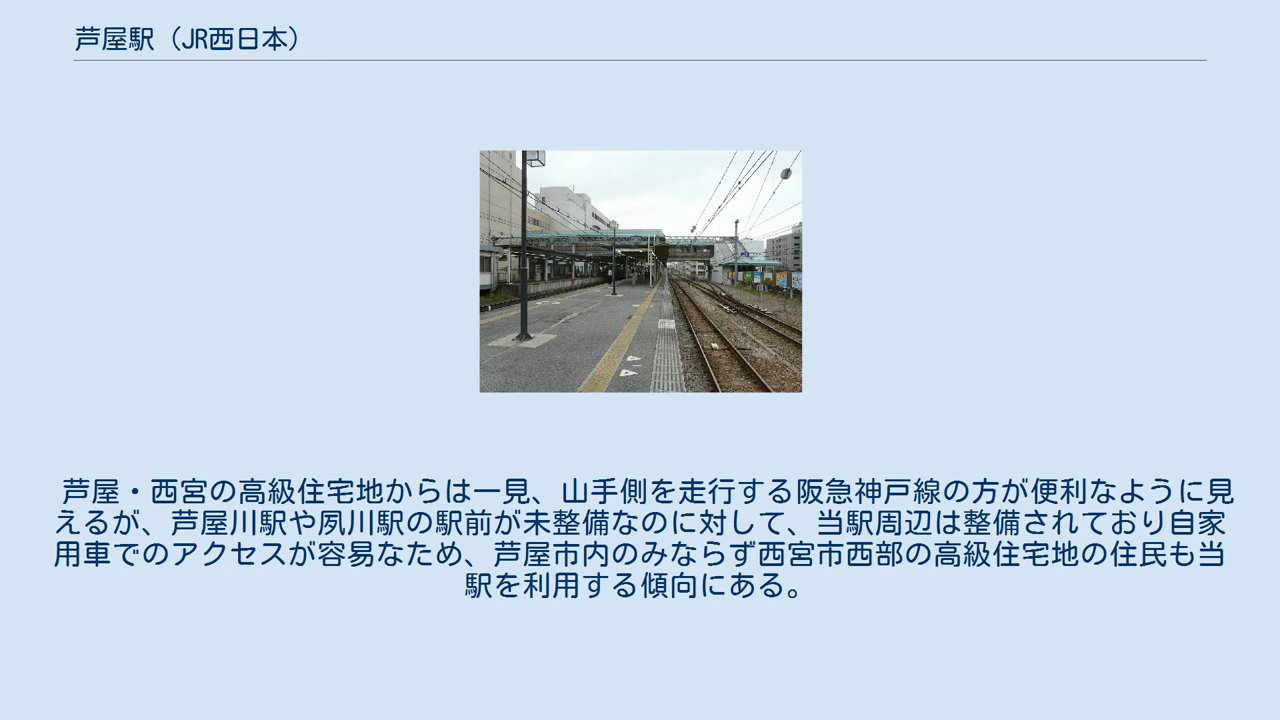 芦屋駅（JR西日本）
芦屋・西宮の高級住宅地からは一見、山手側を走行する阪急神戸線の方が便利なように見
えるが、芦屋川駅や夙川駅の駅前が未整備なのに対して、当駅周辺は整備されており自家
用車でのアクセスが容易なため、芦屋市内のみならず西宮市西部の高級住宅地の住民も当
駅を利用する傾向にある。